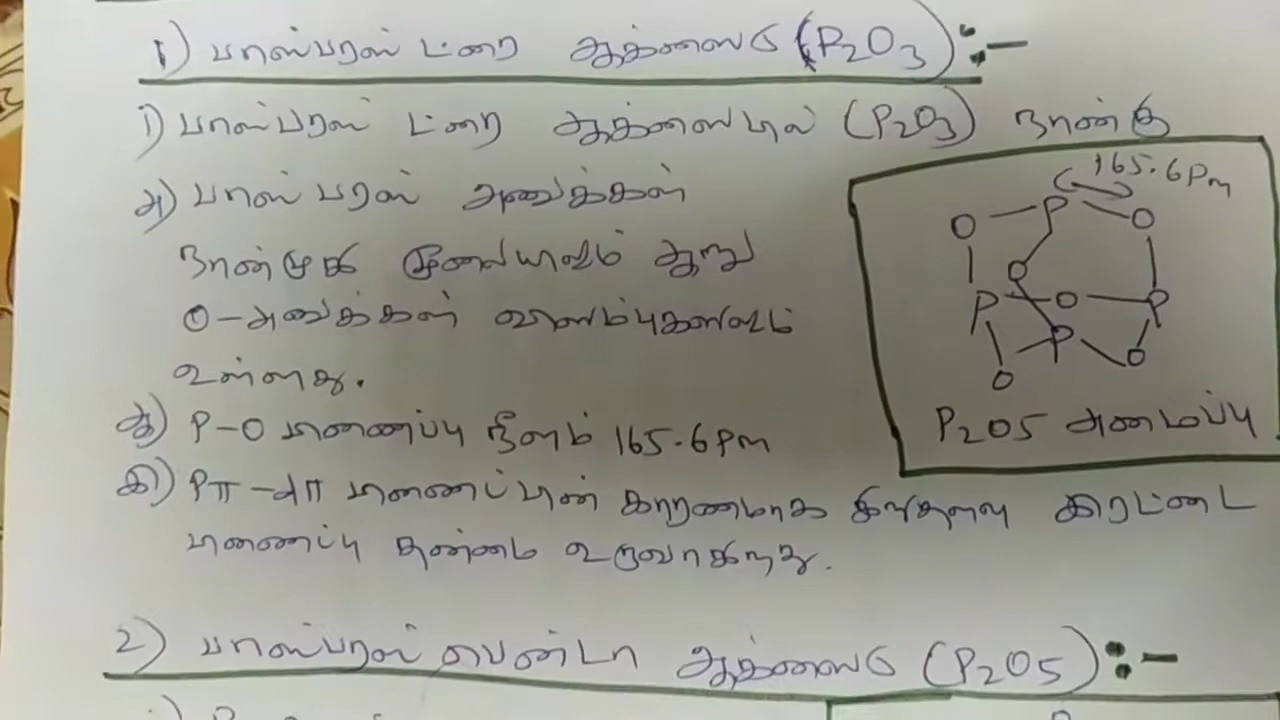 1) பாஸ்பரஸ் ட்ரை ஆக்ஸைடு (P2O3) :-
i) பாஸ்பரஸ் ட்ரை ஆக்ஸைடில் (P2O3) நான்கு
அ) பாஸ்பரஸ் அணுக்கள்
நான்முகி மூலையிலும் ஆறு
O-அணுக்கள் விளிம்புகளிலும்
உள்ளது.
ஆ) P-O பிணைப்பு நீளம் 165.6pm
இ) Pπ-dπ பிணைப்பின் காரணமாக சிறிதளவு இரட்டை
பிணைப்பு தன்மை உருவாகிறது.
165.6pm
O P O
O
P O P
P
O O
P2O5 அமைப்பு
2) பாஸ்பரஸ் பென்டா ஆக்ஸைடு (P2O5) :-